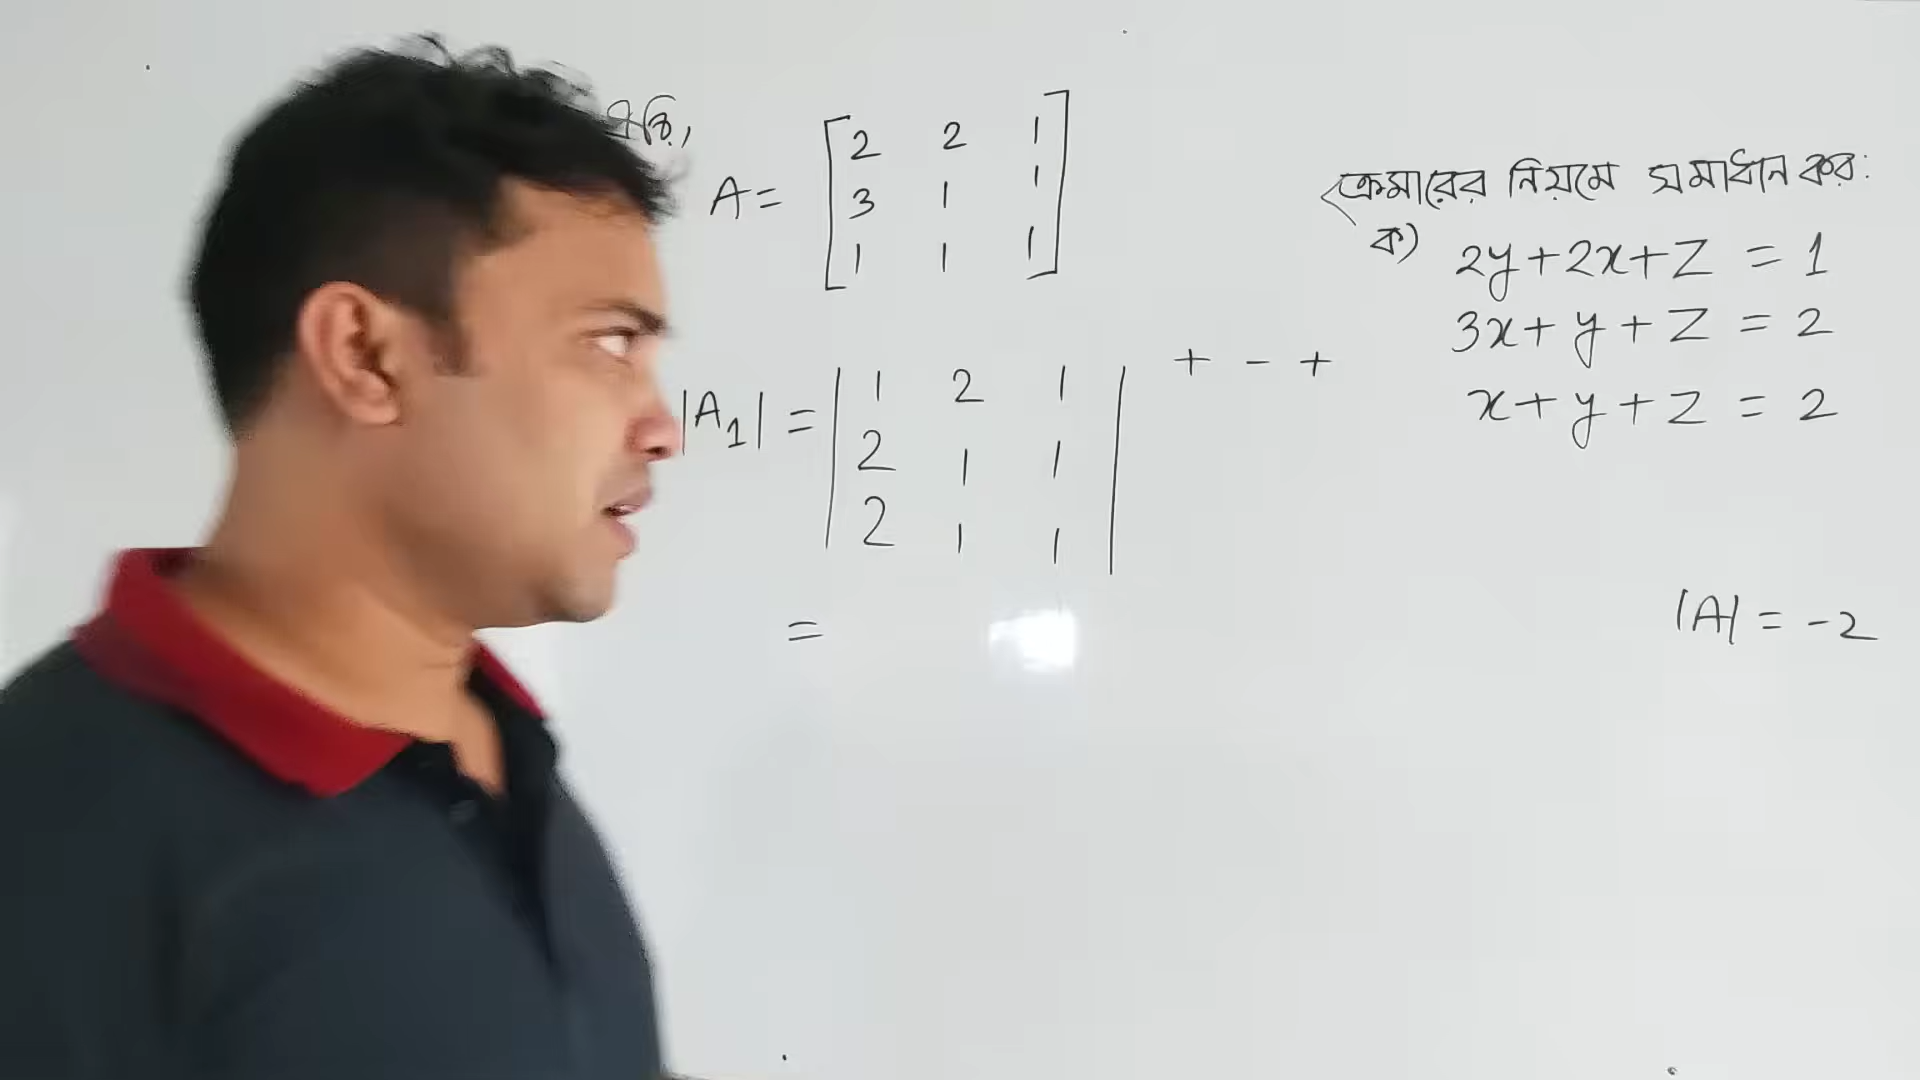 A = [2 2 1
3 1 1
1 1 1]
|A₁| = |1 2 1
2 1 1
2 1 1|
+ - +
=
ক্রেমারের নিয়মে সমাধান কর:
ক)
2y+2x+Z = 1
3x+y+Z = 2
x+y+Z = 2
|A| = -2